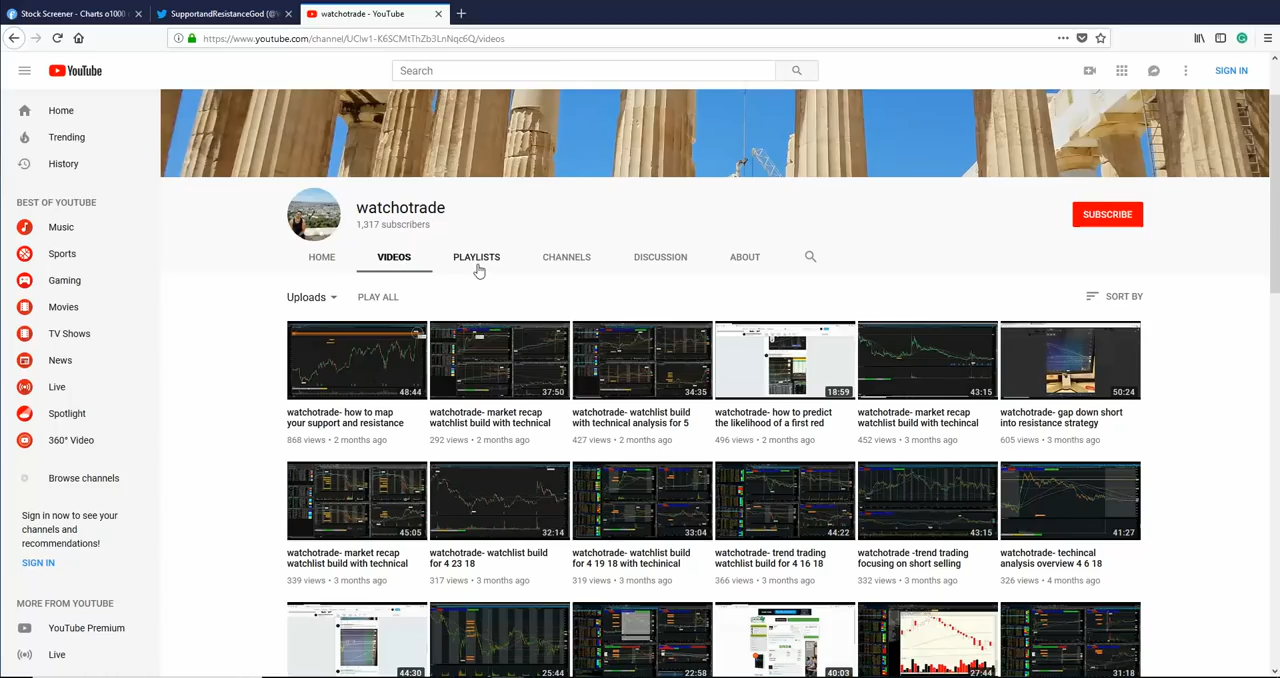 Stock Screener - Charts o1000
SupportandResistanceGod (@
watchotrade - YouTube
https://www.youtube.com/channel/UClw1-K6SCMtThZb3LnNqc6Q/videos
YouTube
Search
SIGN IN
Home
Trending
History
BEST OF YOUTUBE
Music
Sports
Gaming
Movies
TV Shows
News
Live
Spotlight
360° Video
Browse channels
Sign in now to see your
channels and
recommendations!
SIGN IN
MORE FROM YOUTUBE
YouTube Premium
Live
watchotrade
1,317 subscribers
SUBSCRIBE
HOME
VIDEOS
PLAYLISTS
CHANNELS
DISCUSSION
ABOUT
Uploads
PLAY ALL
SORT BY
48:44
37:50
34:35
18:59
43:15
50:24
watchotrade- how to map
your support and resistance
868 views • 2 months ago
watchotrade- market recap
watchlist build with technical
292 views • 2 months ago
watchotrade- watchlist build
with technical analysis for 5
427 views • 2 months ago
watchotrade- how to predict
the likelihood of a first red
496 views • 2 months ago
watchotrade- market recap
watchlist build with techincal
452 views • 3 months ago
watchotrade- gap down short
into resistance strategy
605 views • 3 months ago
45:05
32:14
33:04
44:22
43:15
41:27
watchotrade- market recap
watchlist build with technical
339 views • 3 months ago
watchotrade- watchlist build
for 4 23 18
317 views • 3 months ago
watchotrade- watchlist build
for 4 19 18 with techinical
319 views • 3 months ago
watchotrade- trend trading
watchlist build for 4 16 18
366 views • 3 months ago
watchotrade -trend trading
focusing on short selling
332 views • 3 months ago
watchotrade- techincal
analysis overview 4 6 18
326 views • 3 months ago
44:30
25:44
22:58
40:03
27:44
31:18